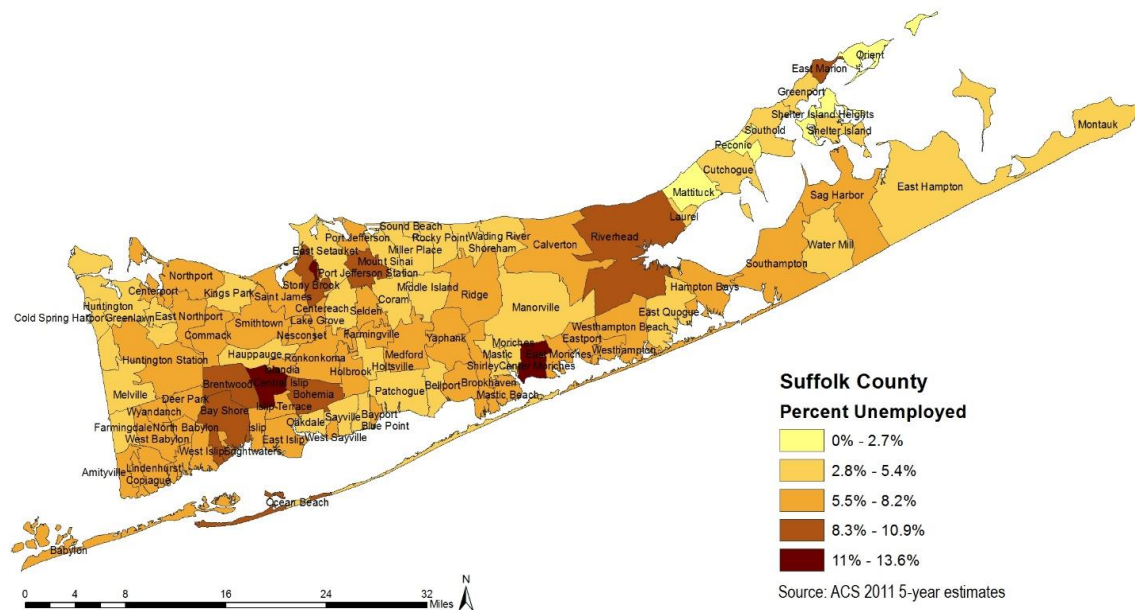 Orient
East Marion
Greenport
Shelter Island Heights
Southold
Shelter Island
Montauk
Peconic
Cutchogue
East Hampton
Mattituck
Sag Harbor
Laurel
Sound Beach
Port Jefferson
Rocky Point
Wading River
Riverhead
East Setauket
Miller Place
Shoreham
Calverton
Water Mill
Mount Sinai
Southampton
Northport
Port Jefferson Station
Stony Brook
Centerport
Kings Park
Saint James
Middle Island
Ridge
Hampton Bays
Huntington
Coram
Manorville
Centereach
East Quogue
Cold Spring Harbor
Greenlawn
East Northport
Smithtown
Lake Grove
Selden
Westhampton Beach
Commack
Nesconset
Farmingville
Yaphank
Eastport
Moriches
Westhampton
Huntington Station
Hauppauge
Ronkonkoma
Medford
Mastic
East Moriches
Islandia
Holbrook
Holtsville
Shirley
Center Moriches
Brentwood
Central Islip
Bellport
Brookhaven
Melville
Deer Park
Bohemia
Patchogue
Mastic Beach
Wyandanch
Bay Shore
Islip Terrace
Sayville
Bayport
Oakdale
Blue Point
Farmingdale
North Babylon
Islip
West Sayville
West Babylon
East Islip
West Islip
Brightwaters
Lindenhurst
Amityville
Copiague
Ocean Beach
Babylon
Suffolk County
Percent Unemployed
0% - 2.7%
2.8% - 5.4%
5.5% - 8.2%
8.3% - 10.9%
11% - 13.6%
Source: ACS 2011 5-year estimates
N
0 4 8 16 24 32
Miles